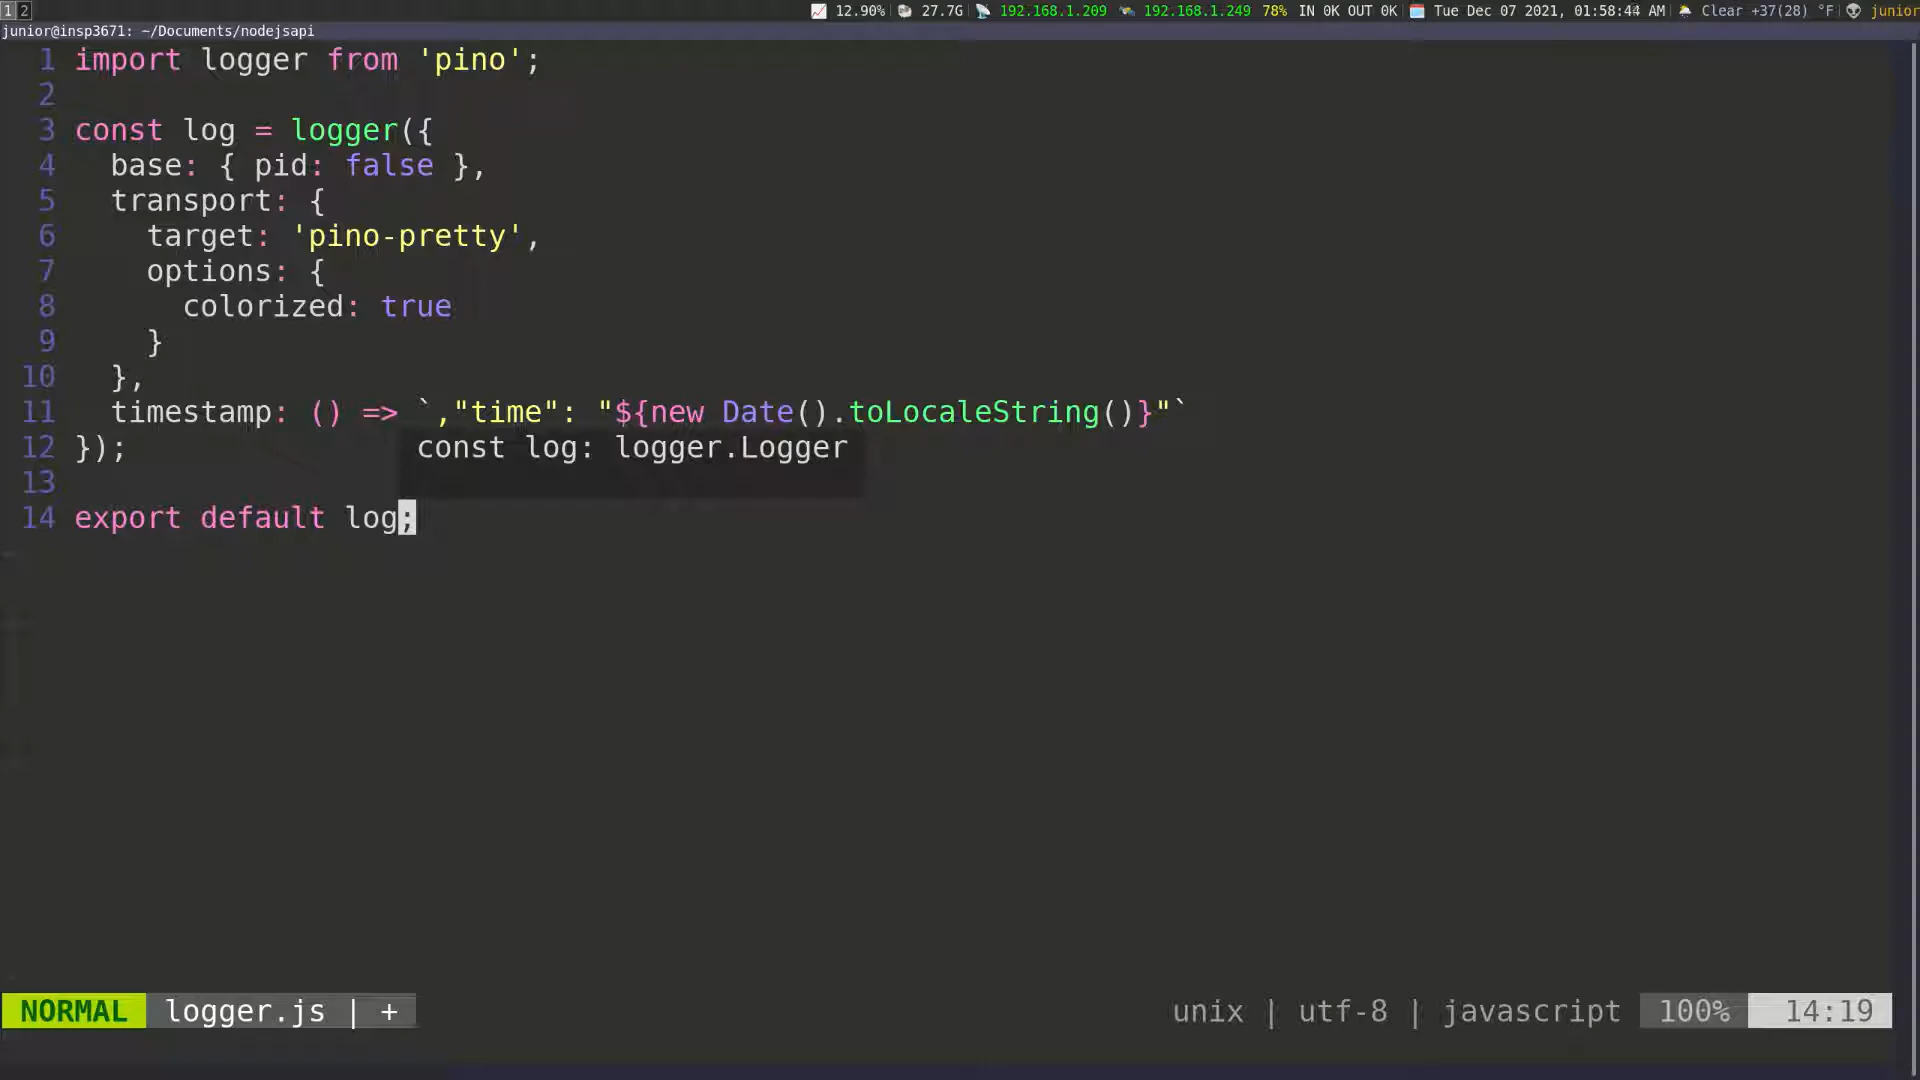 1 2 12.90% 27.7G 192.168.1.209 192.168.1.249 78% IN 0K OUT 0K Tue Dec 07 2021, 01:58:44 AM Clear +37(28) °F junior
junior@insp3671: ~/Documents/nodejsapi
1 import logger from 'pino';
2
3 const log = logger({
4   base: { pid: false },
5   transport: {
6     target: 'pino-pretty',
7     options: {
8       colorized: true
9     }
10   },
11   timestamp: () => `,"time": "${new Date().toLocaleString()}"`
12 }); const log: logger.Logger
13
14 export default log;
NORMAL logger.js | + unix | utf-8 | javascript 100% 14:19